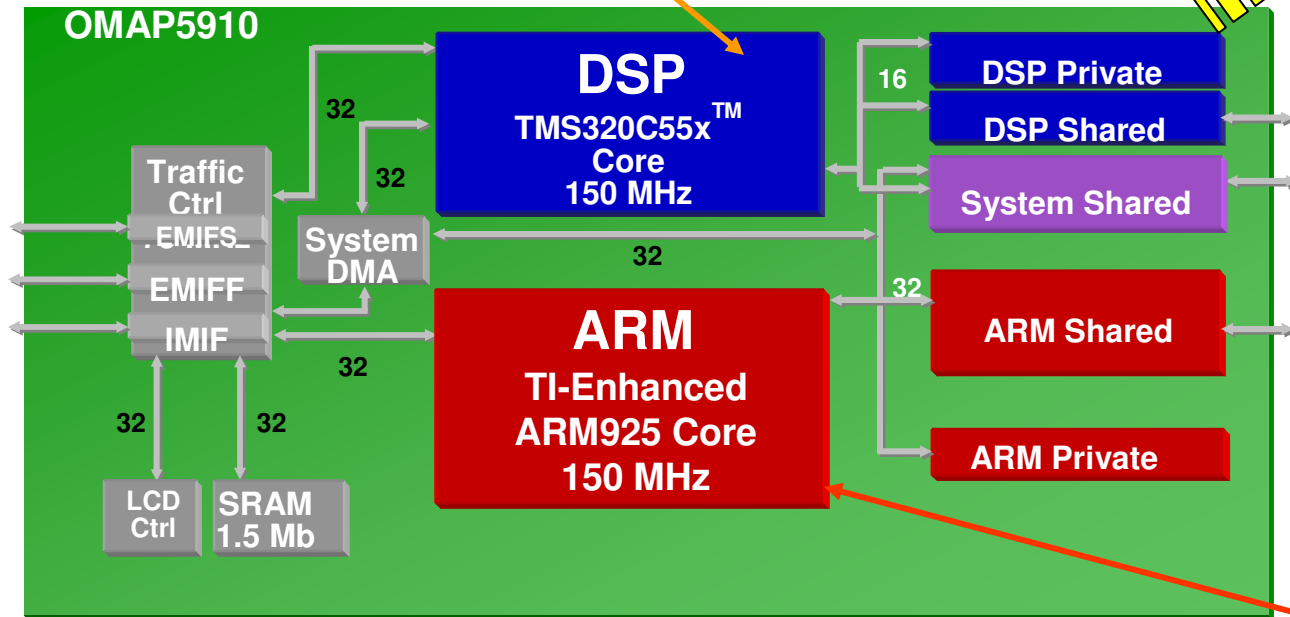 OMAP5910
DSP
TMS320C55x™
Core
150 MHz
DSP Private
16
DSP Shared
32
Traffic
Ctrl
32
System Shared
EMIFS
System
DMA
32
EMIFF
32
IMIF
ARM
TI-Enhanced
ARM925 Core
150 MHz
ARM Shared
32
32
32
ARM Private
LCD
Ctrl
SRAM
1.5 Mb